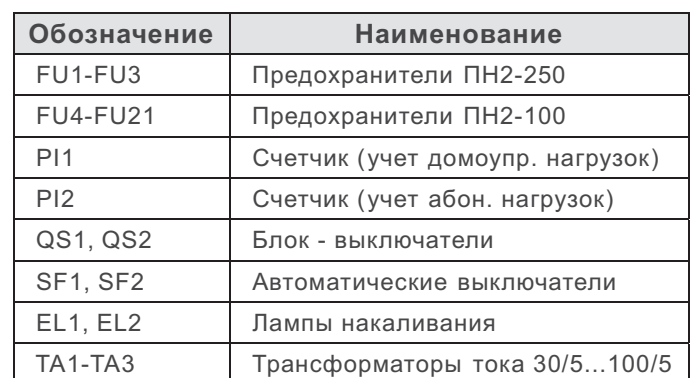 Обозначение Наименование
FU1-FU3 Предохранители ПН2-250
FU4-FU21 Предохранители ПН2-100
PI1 Счетчик (учет домоупр. нагрузок)
PI2 Счетчик (учет абон. нагрузок)
QS1, QS2 Блок - выключатели
SF1, SF2 Автоматические выключатели
EL1, EL2 Лампы накаливания
TA1-TA3 Трансформаторы тока 30/5...100/5